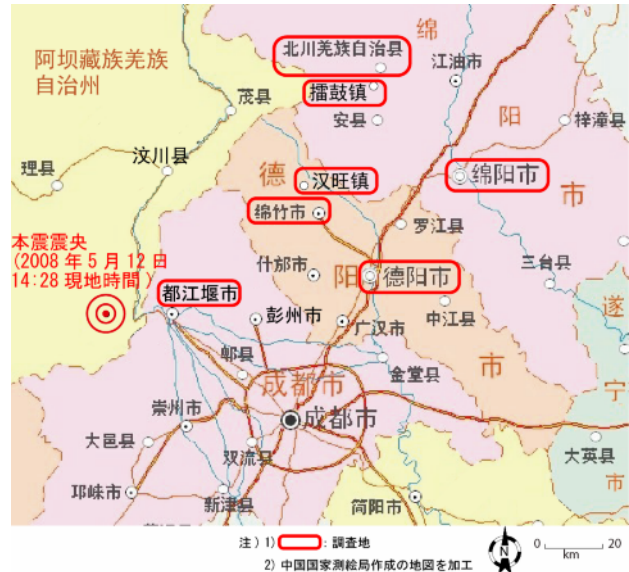 绵
北川羌族自治县
阿坝藏族羌族
自治州
江油市
擂鼓镇
茂县
安县
阳
梓潼县
汶川县
理县
德
汉旺镇
绵阳市
市
绵竹市
罗江县
本震震央
(2008 年 5 月 12 日
14:28 現地時間 )
什邡市
阳
德阳市
三台县
都江堰市
彭州市
广汉市
中江县
遂
郫县
金堂县
市
宁
成都市
崇州市
成都市
大邑县
双流县
大英县
邛崃市
新津县
简阳市
市
注 ) 1)
: 調査地
N
0
20
km
2) 中国国家測絵局作成の地図を加工